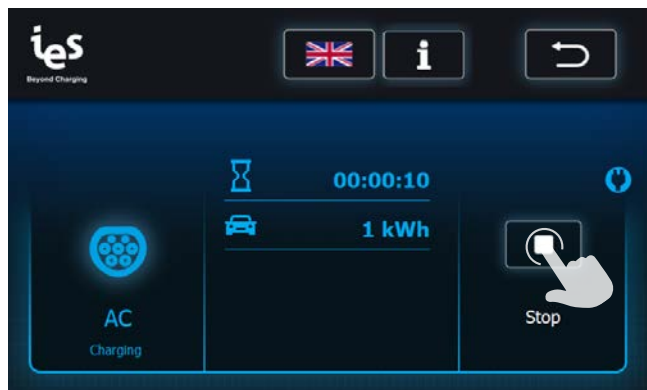 ies
Beyond Charging
i
00:00:10
1 kWh
AC
Charging
Stop